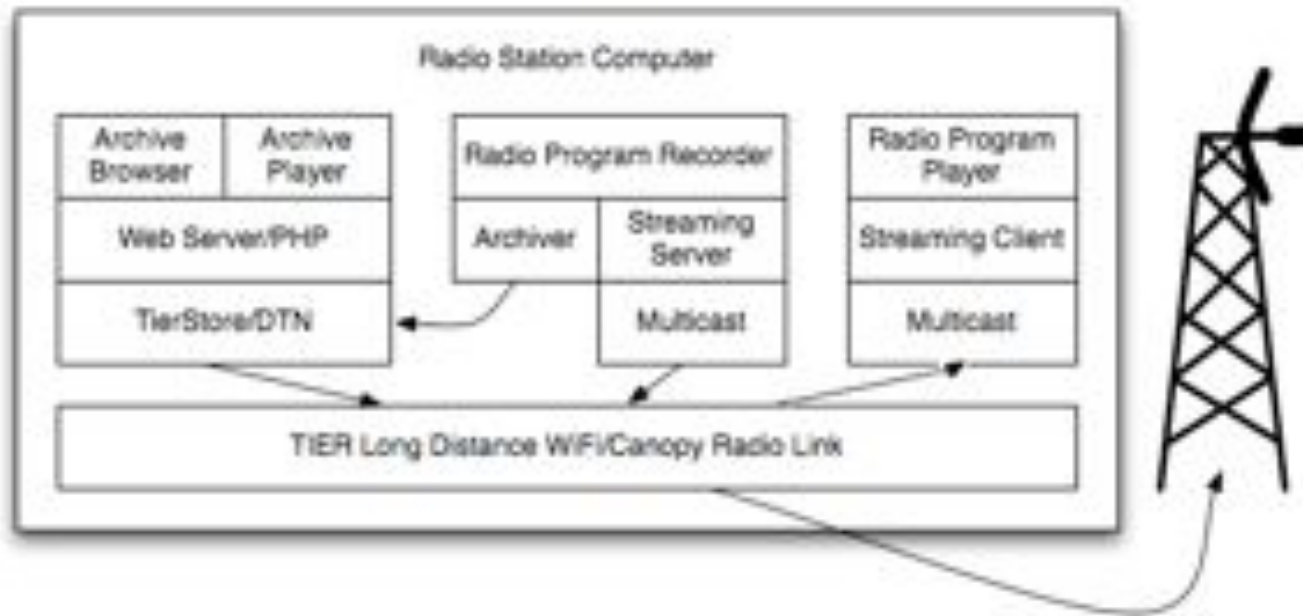 Radio Station Computer
Archive
Browser
Archive
Player
Web Server/PHP
TierStore/DTN
Radio Program Recorder
Archiver
Streaming
Server
Multicast
Radio Program
Player
Streaming Client
Multicast
TIER Long Distance WiFi/Canopy Radio Link